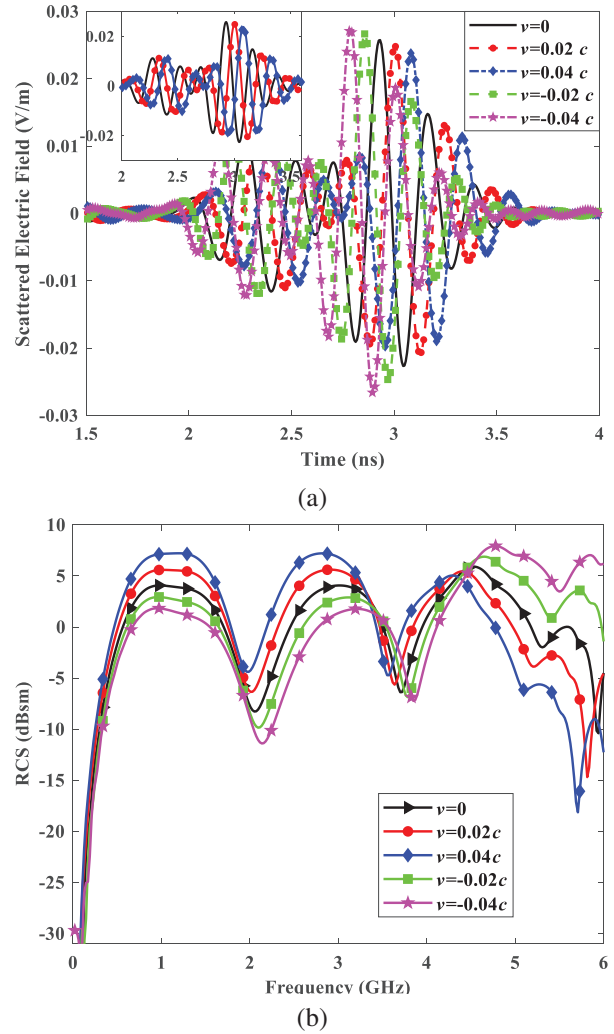 (a)
0.03
0.02
0.01
0
-0.01
-0.02
-0.03
Scattered Electric Field (V/m)
1.5 2 2.5 3 3.5 4
Time (ns)
0.02
0
-0.02
2 2.5 3 3.5
v=0
v=0.02 c
v=0.04 c
v=-0.02 c
v=-0.04 c
(a)
10
5
0
-5
-10
-15
-20
-25
-30
RCS (dBsm)
v=0
v=0.02c
v=0.04c
v=-0.02c
v=-0.04c
0 1 2 3 4 5 6
Frequency (GHz)
(b)